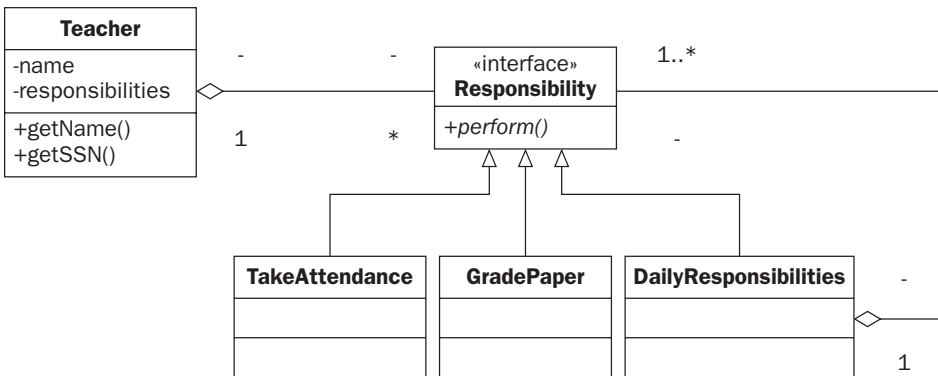 Teacher
-name
-responsibilities
+getName()
+getSSN()
- -
1 *
«interface»
Responsibility
+perform()
1..*
-
TakeAttendance
GradePaper
DailyResponsibilities
-
1